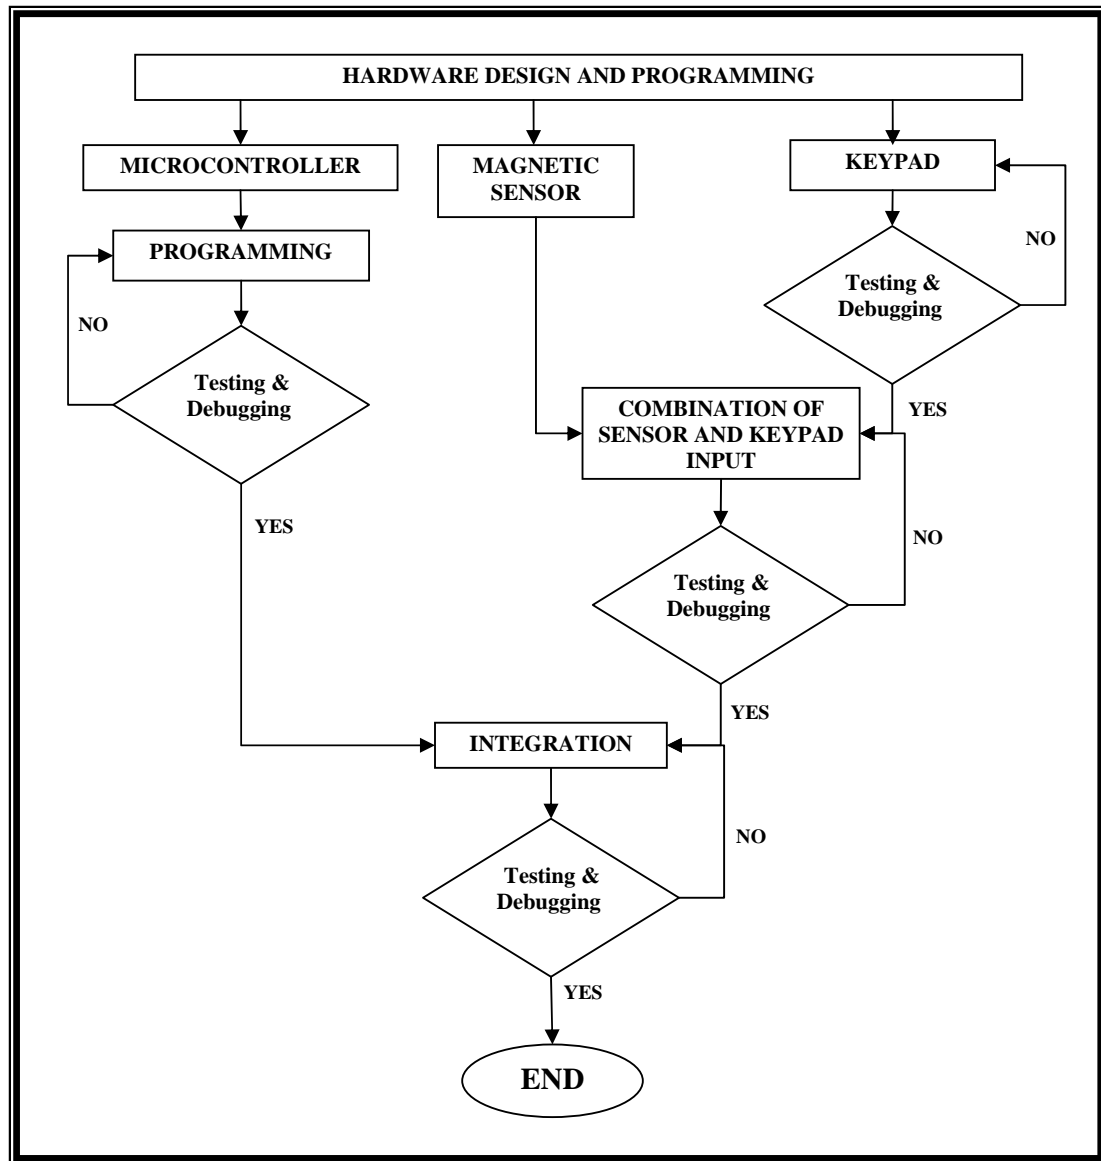 HARDWARE DESIGN AND PROGRAMMING
MICROCONTROLLER
MAGNETIC
SENSOR
KEYPAD
PROGRAMMING
NO
Testing &
Debugging
NO
Testing &
Debugging
YES
COMBINATION OF
SENSOR AND KEYPAD
INPUT
YES
NO
Testing &
Debugging
YES
INTEGRATION
NO
Testing &
Debugging
YES
END